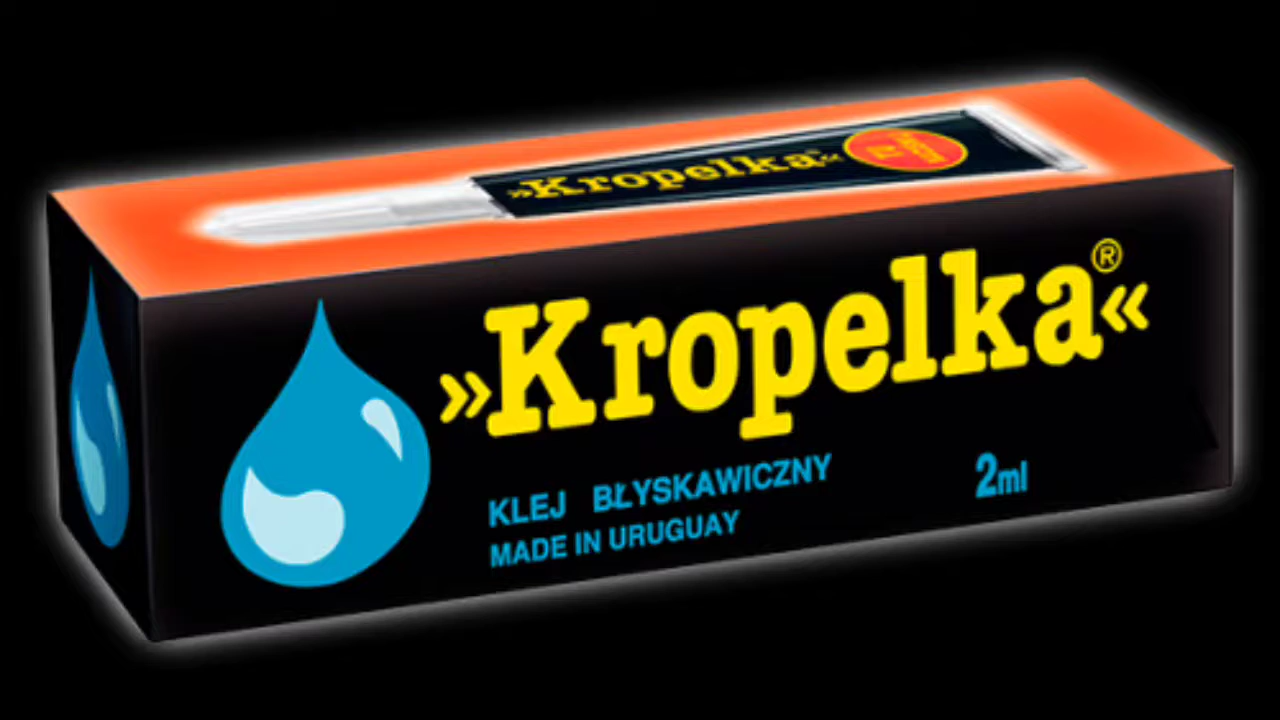 »Kropelka«
»Kropelka«®
KLEJ BŁYSKAWICZNY
2ml
MADE IN URUGUAY